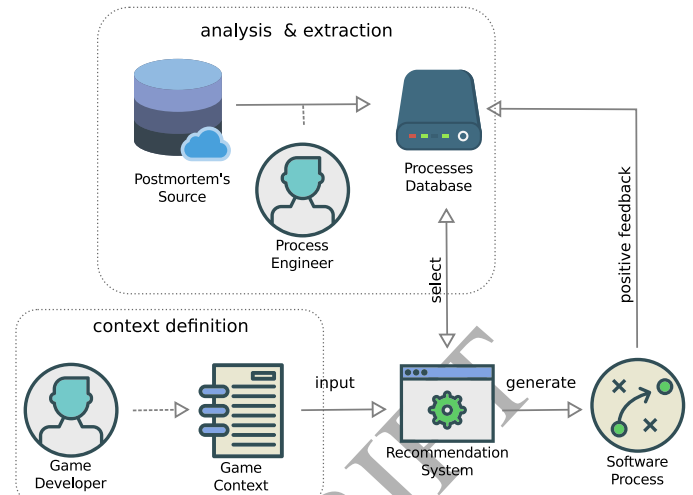 analysis & extraction
Postmortem's
Source
Process
Engineer
Processes
Database
select
positive feedback
context definition
Game
Developer
Game
Context
input
Recommendation
System
generate
Software
Process